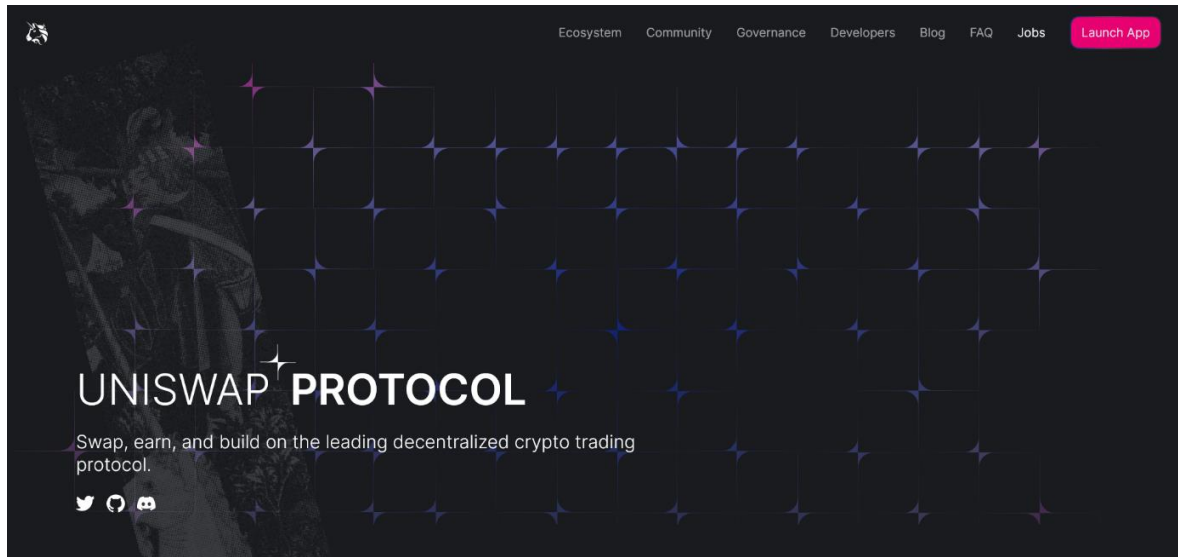 Ecosystem Community Governance Developers Blog FAQ Jobs Launch App
UNISWAP PROTOCOL
Swap, earn, and build on the leading decentralized crypto trading
protocol.